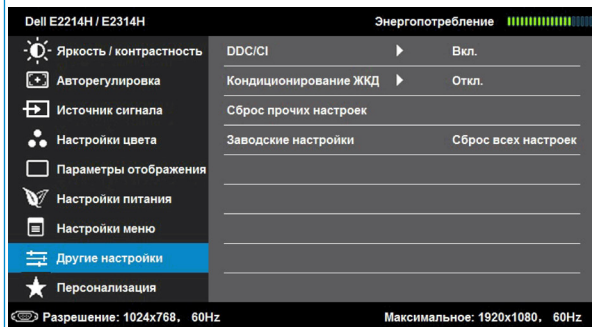 Dell E2214H / E2314H Энергопотребление
Яркость / контрастность DDC/CI Вкл.
Авторегулировка Кондиционирование ЖКД Откл.
Источник сигнала Сброс прочих настроек
Настройки цвета Заводские настройки Сброс всех настроек
Параметры отображения
Настройки питания
Настройки меню
Другие настройки
Персонализация
Разрешение: 1024x768, 60Hz Максимальное: 1920x1080, 60Hz